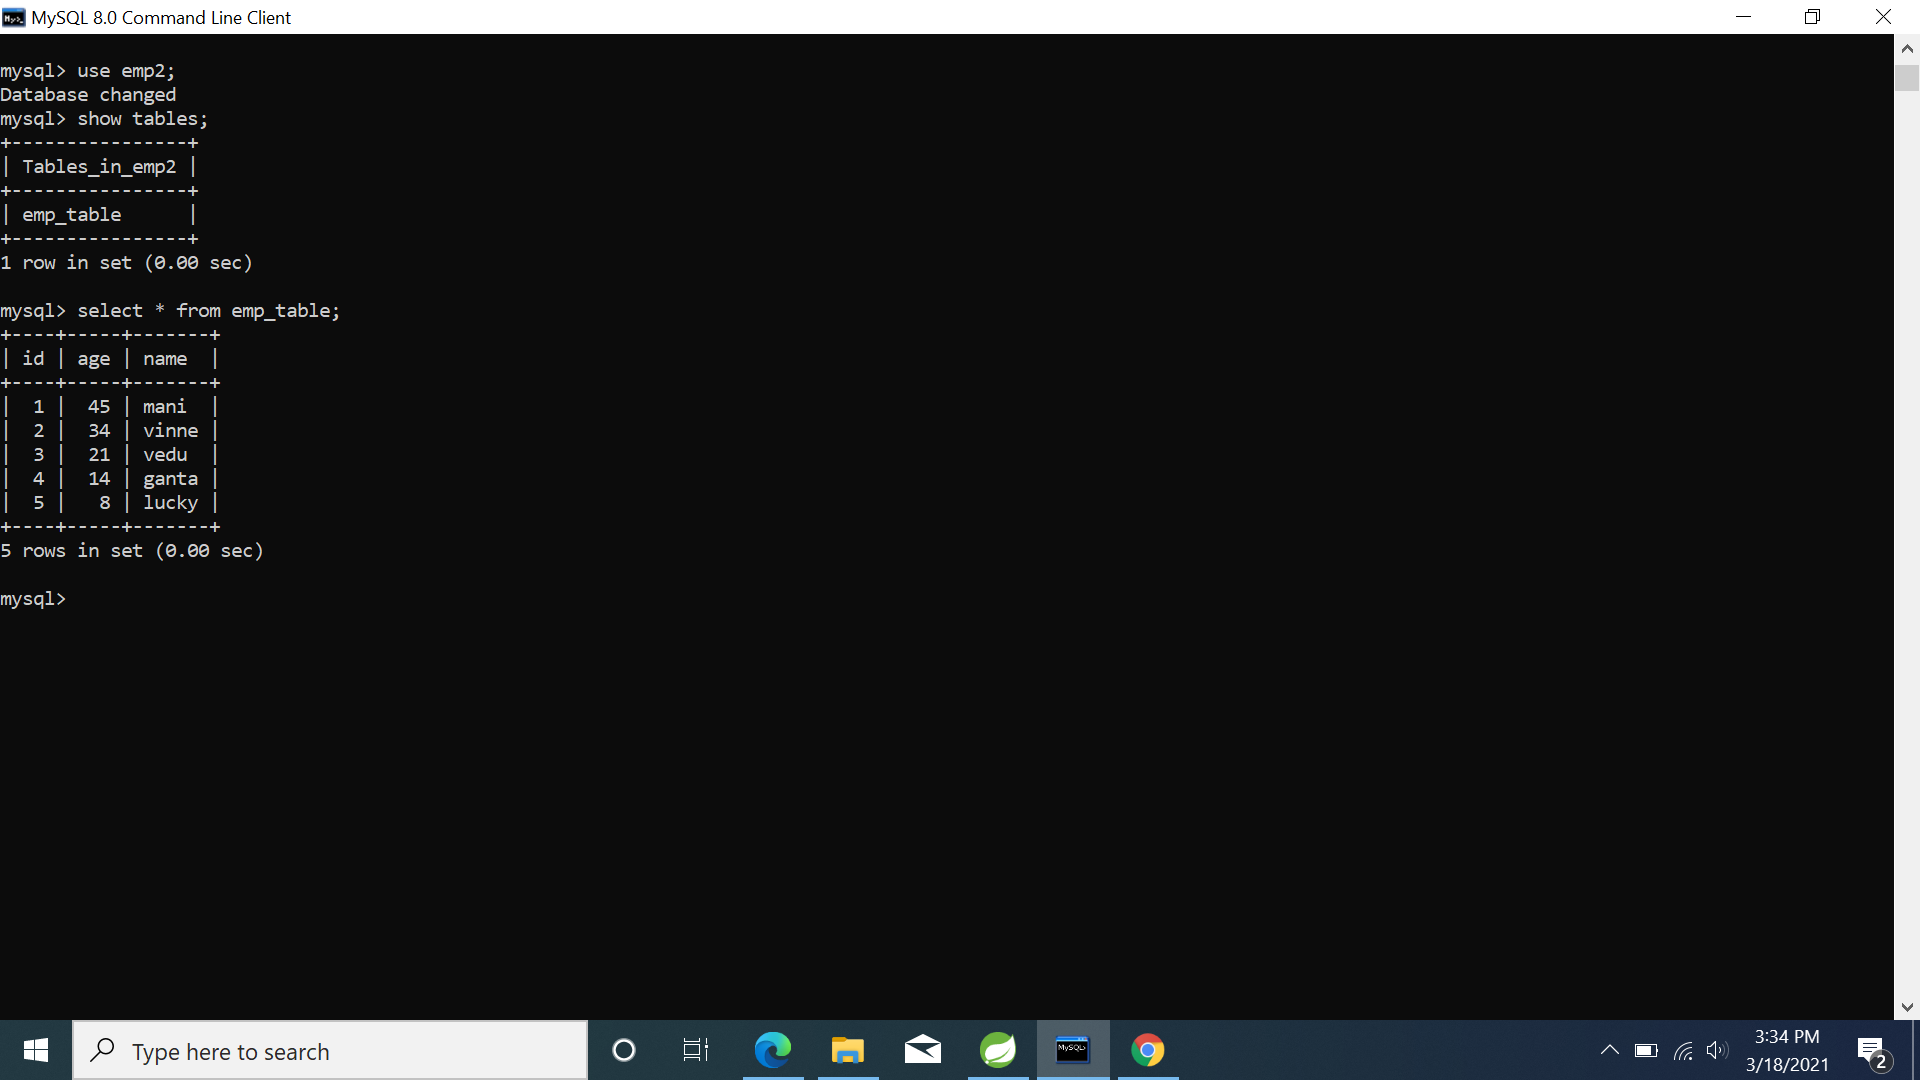 MySQL 8.0 Command Line Client
mysql> use emp2;
Database changed
mysql> show tables;
+----------------+
| Tables_in_emp2 |
+----------------+
| emp_table      |
+----------------+
1 row in set (0.00 sec)
mysql> select * from emp_table;
+----+-----+-------+
| id | age | name  |
+----+-----+-------+
|  1 |  45 | mani  |
|  2 |  34 | vinne |
|  3 |  21 | vedu  |
|  4 |  14 | ganta |
|  5 |   8 | lucky |
+----+-----+-------+
5 rows in set (0.00 sec)
mysql>
Type here to search
MySQL>
3:34 PM
3/18/2021
2